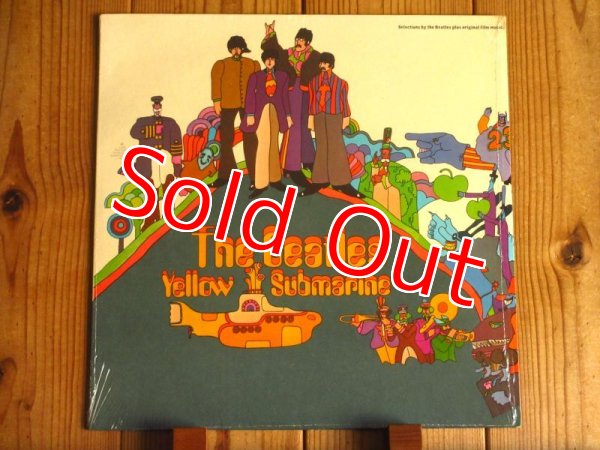 Selections by the Beatles plus original film music
Sold Out
The Beatles
Yellow Submarine